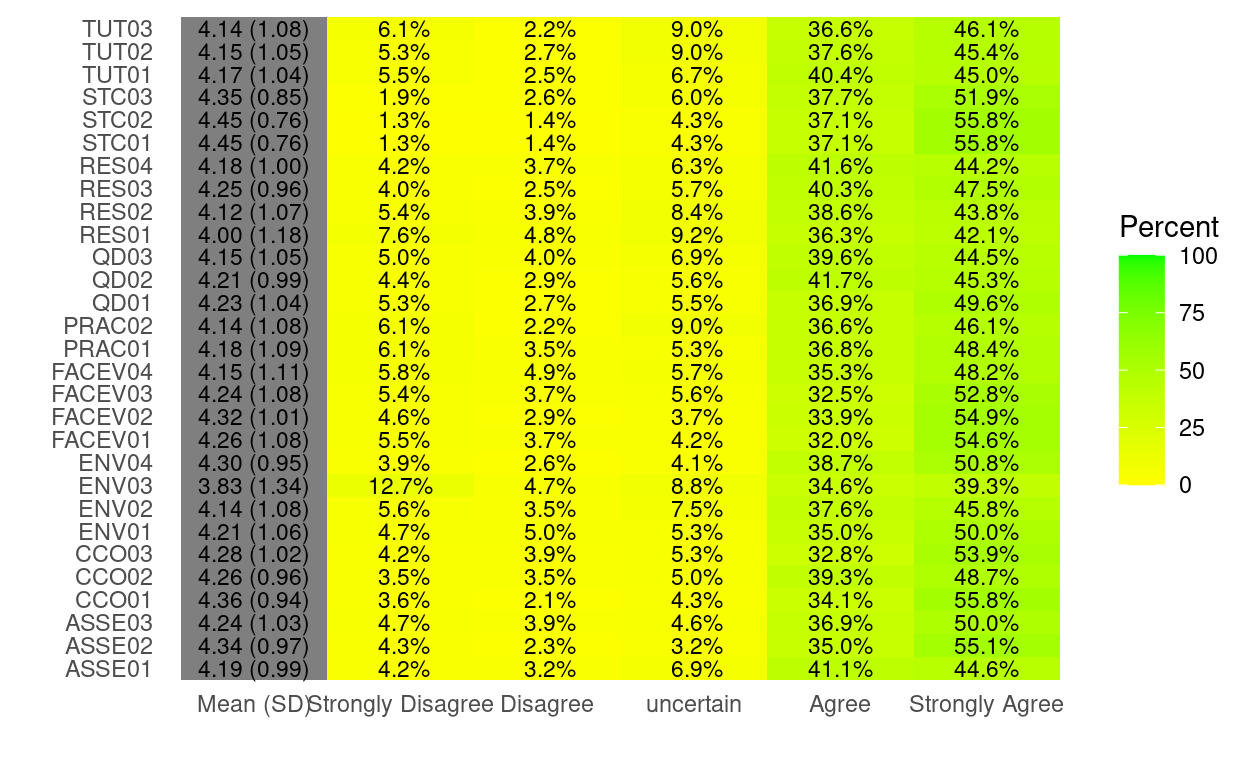 TUT03 4.14 (1.08) 6.1% 2.2% 9.0% 36.6% 46.1%
TUT02 4.15 (1.05) 5.3% 2.7% 9.0% 37.6% 45.4%
TUT01 4.17 (1.04) 5.5% 2.5% 6.7% 40.4% 45.0%
STC03 4.35 (0.85) 1.9% 2.6% 6.0% 37.7% 51.9%
STC02 4.45 (0.76) 1.3% 1.4% 4.3% 37.1% 55.8%
STC01 4.45 (0.76) 1.3% 1.4% 4.3% 37.1% 55.8%
RES04 4.18 (1.00) 4.2% 3.7% 6.3% 41.6% 44.2%
RES03 4.25 (0.96) 4.0% 2.5% 5.7% 40.3% 47.5%
RES02 4.12 (1.07) 5.4% 3.9% 8.4% 38.6% 43.8%
RES01 4.00 (1.18) 7.6% 4.8% 9.2% 36.3% 42.1%
QD03 4.15 (1.05) 5.0% 4.0% 6.9% 39.6% 44.5%
QD02 4.21 (0.99) 4.4% 2.9% 5.6% 41.7% 45.3%
QD01 4.23 (1.04) 5.3% 2.7% 5.5% 36.9% 49.6%
PRAC02 4.14 (1.08) 6.1% 2.2% 9.0% 36.6% 46.1%
PRAC01 4.18 (1.09) 6.1% 3.5% 5.3% 36.8% 48.4%
FACEV04 4.15 (1.11) 5.8% 4.9% 5.7% 35.3% 48.2%
FACEV03 4.24 (1.08) 5.4% 3.7% 5.6% 32.5% 52.8%
FACEV02 4.32 (1.01) 4.6% 2.9% 3.7% 33.9% 54.9%
FACEV01 4.26 (1.08) 5.5% 3.7% 4.2% 32.0% 54.6%
ENV04 4.30 (0.95) 3.9% 2.6% 4.1% 38.7% 50.8%
ENV03 3.83 (1.34) 12.7% 4.7% 8.8% 34.6% 39.3%
ENV02 4.14 (1.08) 5.6% 3.5% 7.5% 37.6% 45.8%
ENV01 4.21 (1.06) 4.7% 5.0% 5.3% 35.0% 50.0%
CCO03 4.28 (1.02) 4.2% 3.9% 5.3% 32.8% 53.9%
CCO02 4.26 (0.96) 3.5% 3.5% 5.0% 39.3% 48.7%
CCO01 4.36 (0.94) 3.6% 2.1% 4.3% 34.1% 55.8%
ASSE03 4.24 (1.03) 4.7% 3.9% 4.6% 36.9% 50.0%
ASSE02 4.34 (0.97) 4.3% 2.3% 3.2% 35.0% 55.1%
ASSE01 4.19 (0.99) 4.2% 3.2% 6.9% 41.1% 44.6%
Mean (SD) Strongly Disagree Disagree uncertain Agree Strongly Agree
Percent
100
75
50
25
0